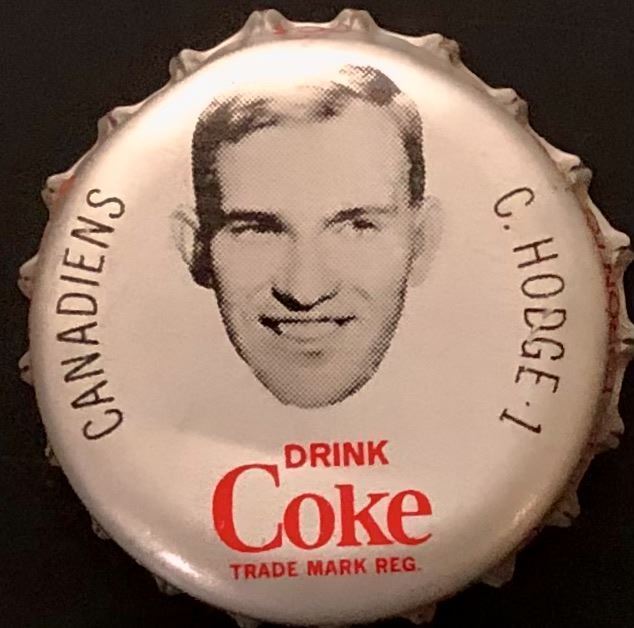 CANADIENS
C. HODGE - 1
DRINK
Coke
TRADE MARK REG.